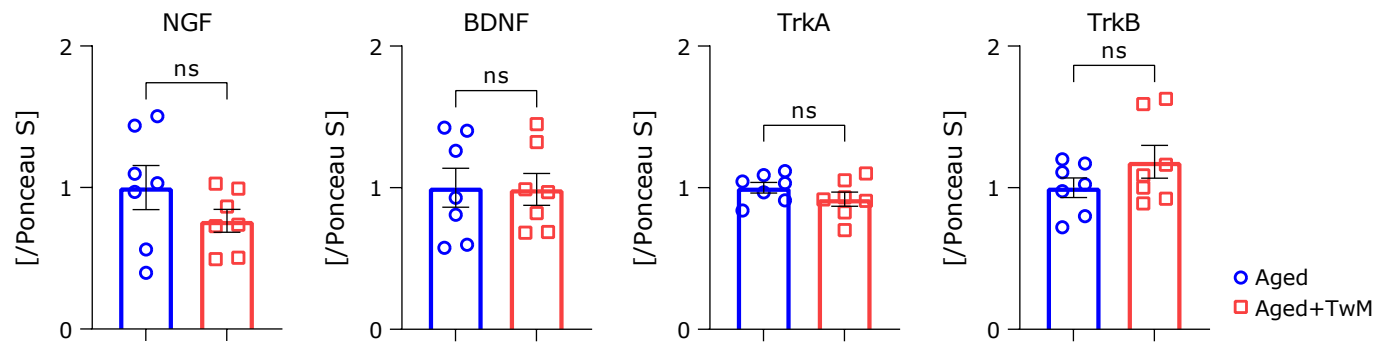 NGF
2
1
0
[/Ponceau S]
ns
BDNF
2
1
0
[/Ponceau S]
ns
TrkA
2
1
0
[/Ponceau S]
ns
TrkB
2
1
0
[/Ponceau S]
ns
Aged
Aged+TwM